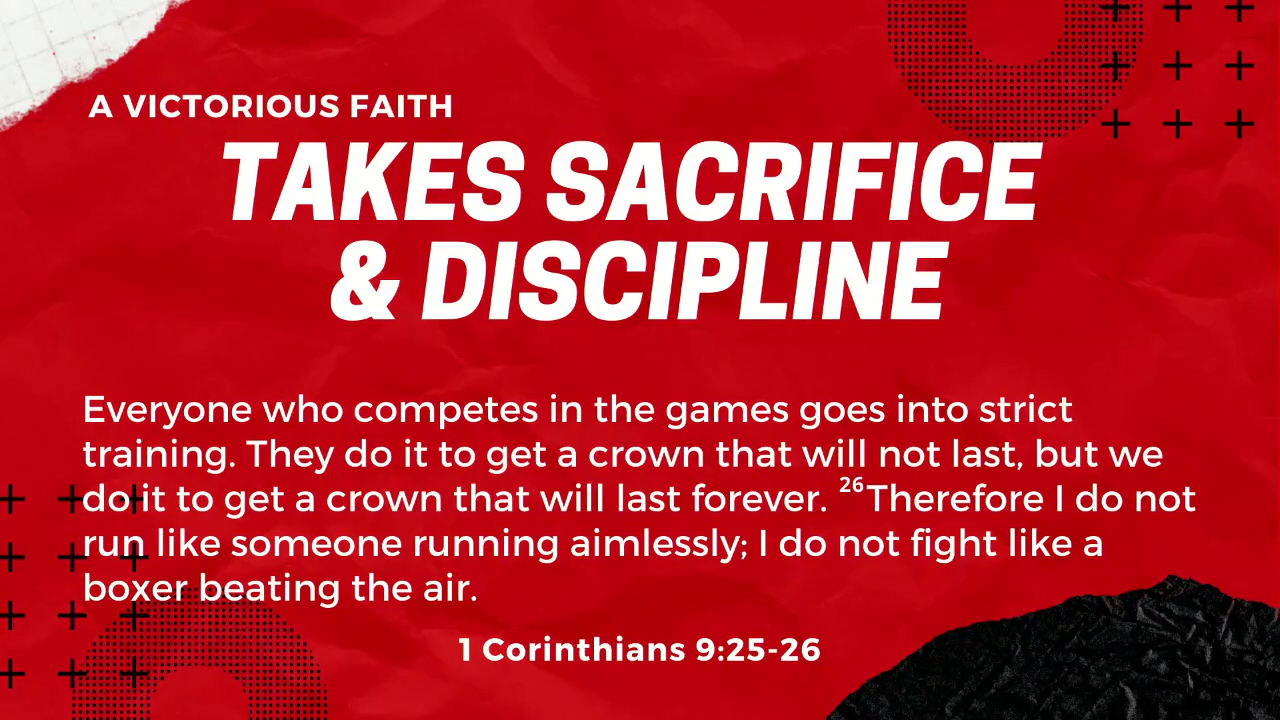 A VICTORIOUS FAITH
TAKES SACRIFICE
& DISCIPLINE
Everyone who competes in the games goes into strict
training. They do it to get a crown that will not last, but we
do it to get a crown that will last forever. 26Therefore I do not
run like someone running aimlessly; I do not fight like a
boxer beating the air.
1 Corinthians 9:25-26